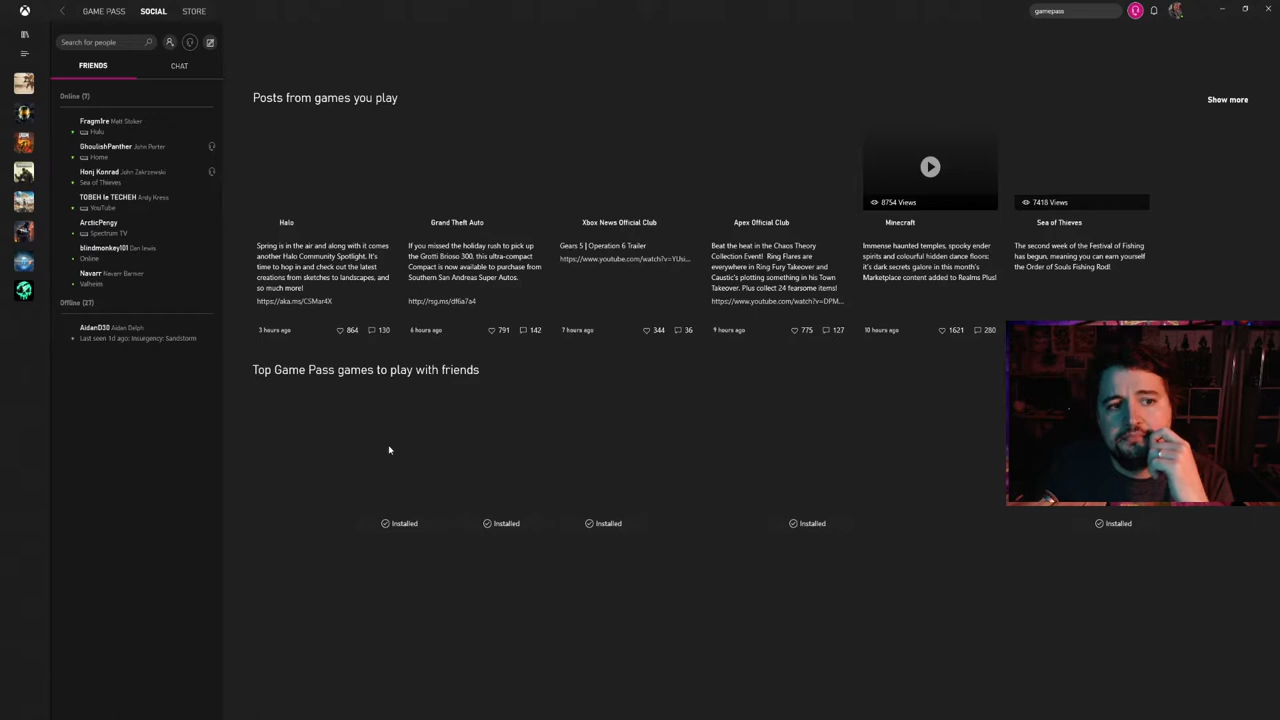 GAME PASS SOCIAL STORE
gamepass
Search for people
FRIENDS CHAT
Online (7)
Fragm1re Matt Stoker
Hulu
GhoulishPanther John Porter
Home
Honj Konrad John Zakrzewski
Sea of Thieves
TOBEH le TECHEH Andy Kress
YouTube
ArcticPengy
Spectrum TV
blindmonkey101 Dan lewis
Online
Navarr Navarr Barnier
Valheim
Offline (27)
AidanD30 Aidan Delph
Last seen 1d ago: Insurgency: Sandstorm
Posts from games you play
Show more
8754 Views
7418 Views
Halo
Spring is in the air and along with it comes
another Halo Community Spotlight. It's
time to hop in and check out the latest
creations from sketches to landscapes, and
so much more!
https://aka.ms/CSMar4X
3 hours ago 864 130
Grand Theft Auto
If you missed the holiday rush to pick up
the Grotti Brioso 300, this ultra-compact
Compact is now available to purchase from
Southern San Andreas Super Autos.
http://rsg.ms/df6a7a4
6 hours ago 791 142
Xbox News Official Club
Gears 5 | Operation 6 Trailer
https://www.youtube.com/watch?v=YUsi...
7 hours ago 344 36
Apex Official Club
Beat the heat in the Chaos Theory
Collection Event! Ring Flares are
everywhere in Ring Fury Takeover and
Caustic's plotting something in his Town
Takeover. Plus collect 24 fearsome items!
https://www.youtube.com/watch?v=DPM...
9 hours ago 775 127
Minecraft
Immense haunted temples, spooky ender
spirits and colourful hidden dance floors:
it's dark secrets galore in this month's
Marketplace content added to Realms Plus!
10 hours ago 1621 280
Sea of Thieves
The second week of the Festival of Fishing
has begun, meaning you can earn yourself
the Order of Souls Fishing Rod!
Top Game Pass games to play with friends
Installed Installed Installed Installed Installed